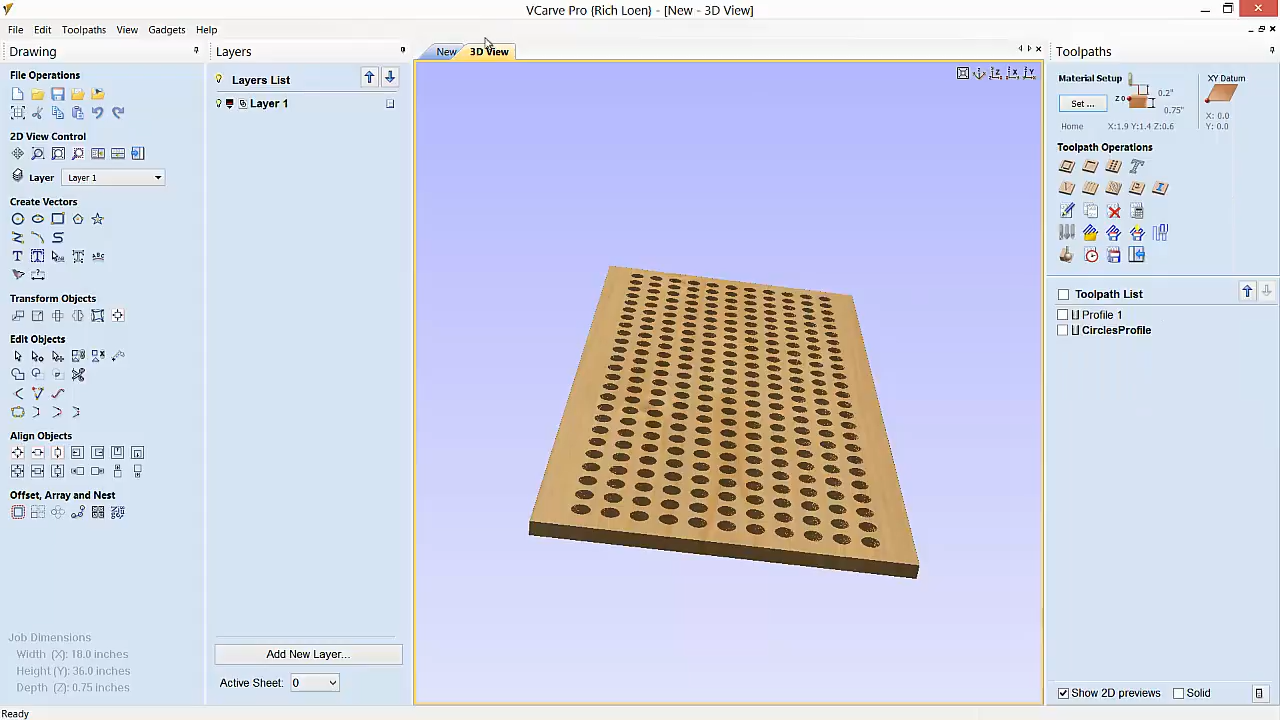 VCarve Pro {Rich Loen} - [New - 3D View]
File Edit Toolpaths View Gadgets Help
Drawing
File Operations
2D View Control
Layer Layer 1
Create Vectors
Transform Objects
Edit Objects
Align Objects
Offset, Array and Nest
Job Dimensions
Width (X): 18.0 inches
Height (Y): 36.0 inches
Depth (Z): 0.75 inches
Ready
Layers
Layers List
Layer 1
Add New Layer...
Active Sheet: 0
New 3D View
Toolpaths
Material Setup
Set ...
Z 0
0.2"
0.75"
Home X:1.9 Y:1.4 Z:0.6
XY Datum
X: 0.0
Y: 0.0
Toolpath Operations
Toolpath List
Profile 1
CirclesProfile
Show 2D previews Solid